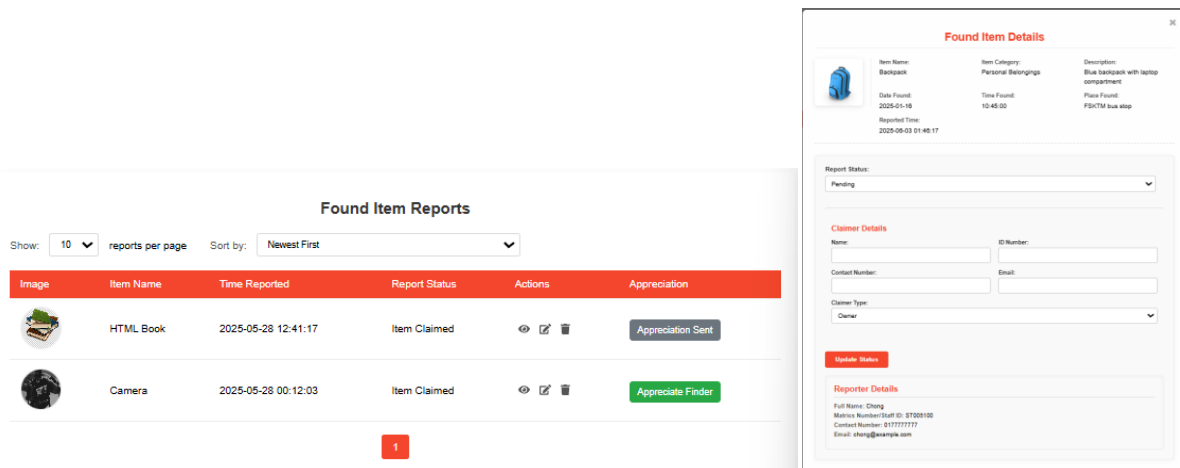 Found Item Reports
Show: 10 reports per page Sort by: Newest First
Image Item Name Time Reported Report Status Actions Appreciation
HTML Book 2025-05-28 12:41:17 Item Claimed Appreciation Sent
Camera 2025-05-28 00:12:03 Item Claimed Appreciate Finder
1
Found Item Details
Item Name: Item Category: Description:
Backpack Personal Belongings Blue backpack with laptop
compartment
Date Found: Time Found: Place Found:
2025-01-16 10:45:00 FSKTM bus stop
Reported Time:
2025-06-03 01:46:17
Report Status:
Pending
Claimer Details
Name: ID Number:
Contact Number: Email:
Claimer Type:
Owner
Update Status
Reporter Details
Full Name: Chong
Matrics Number/Staff ID: ST009100
Contact Number: 0177777777
Email: chong@example.com